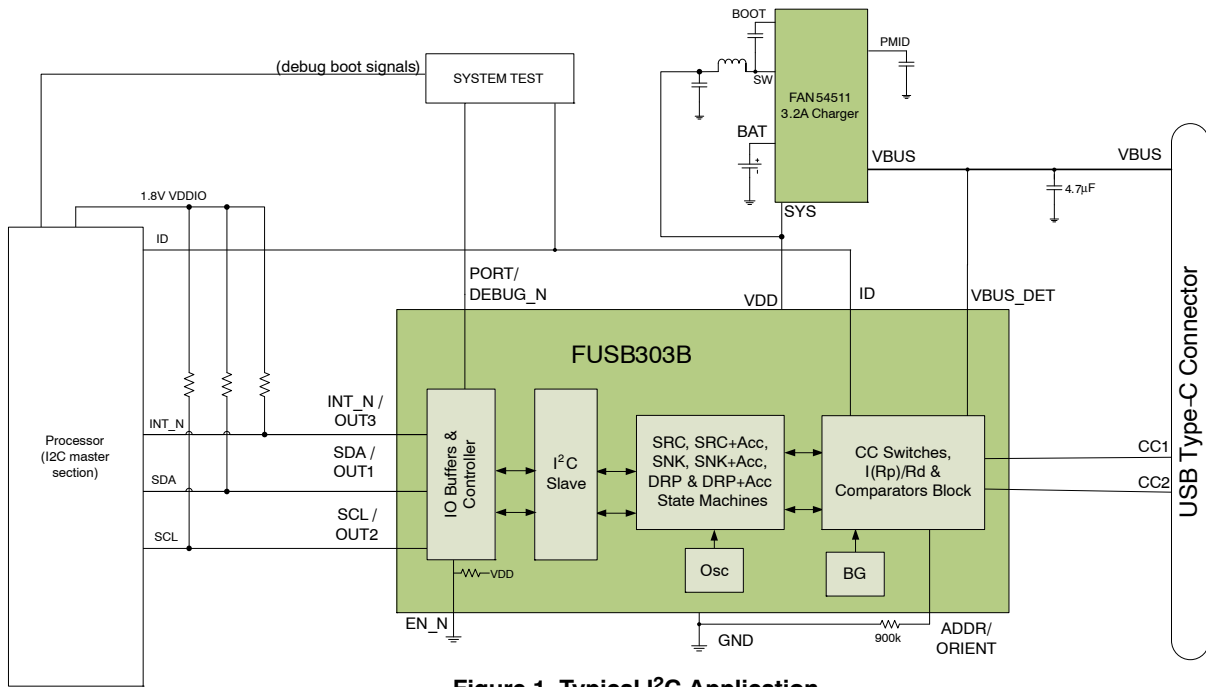 BOOT
PMID
(debug boot signals)
SYSTEM TEST
SW
FAN54511
3.2A Charger
BAT
+
-
VBUS
VBUS
4.7μF
SYS
1.8V VDDIO
ID
PORT/
DEBUG_N
VDD
ID
VBUS_DET
FUSB303B
Processor
(I2C master
section)
INT_N
SDA
SCL
INT_N /
OUT3
SDA /
OUT1
SCL /
OUT2
IO Buffers &
Controller
I²C
Slave
SRC, SRC+Acc,
SNK, SNK+Acc,
DRP & DRP+Acc
State Machines
CC Switches,
I(Rp)/Rd &
Comparators Block
CC1
CC2
USB Type-C Connector
VDD
Osc
BG
EN_N
GND
900k
ADDR/
ORIENT
Figure 1. Typical I²C Application